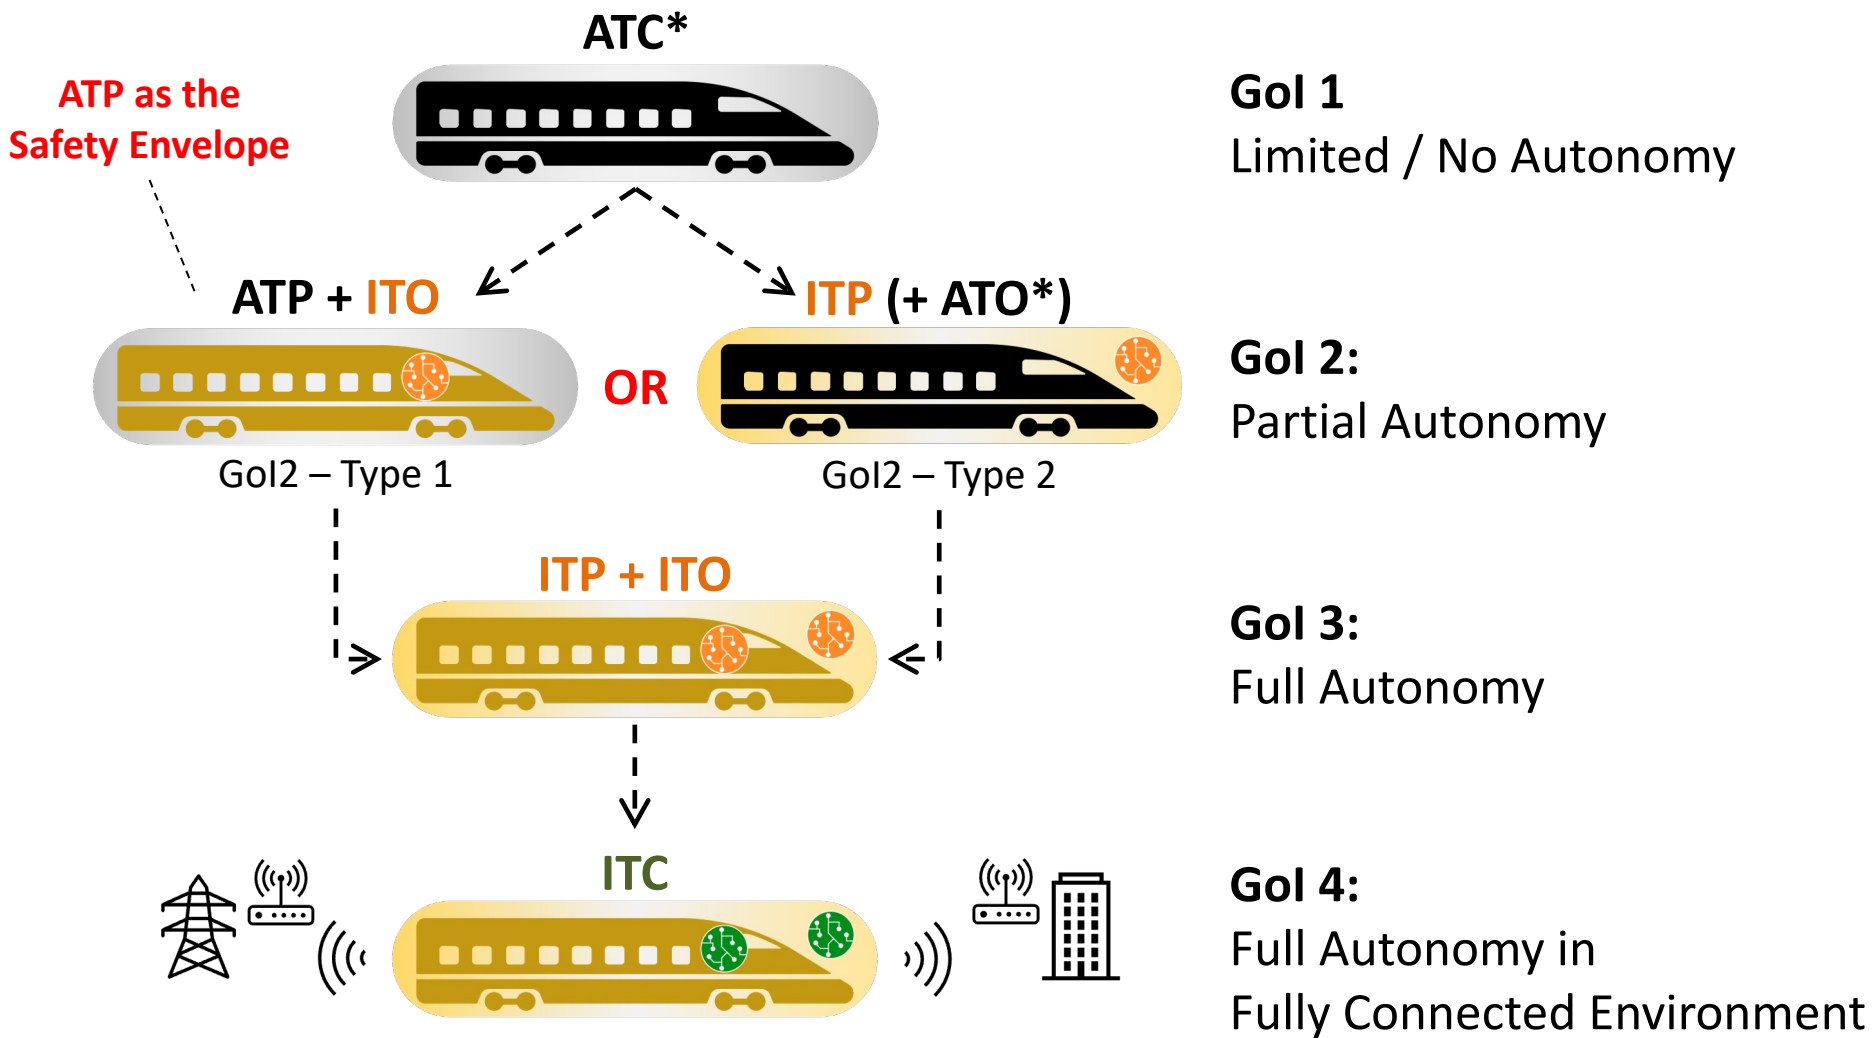 ATC*
ATP as the
Safety Envelope
GoI 1
Limited / No Autonomy
ATP + ITO
ITP (+ ATO*)
OR
GoI 2:
Partial Autonomy
GoI2 – Type 1
GoI2 – Type 2
ITP + ITO
GoI 3:
Full Autonomy
ITC
GoI 4:
Full Autonomy in
Fully Connected Environment